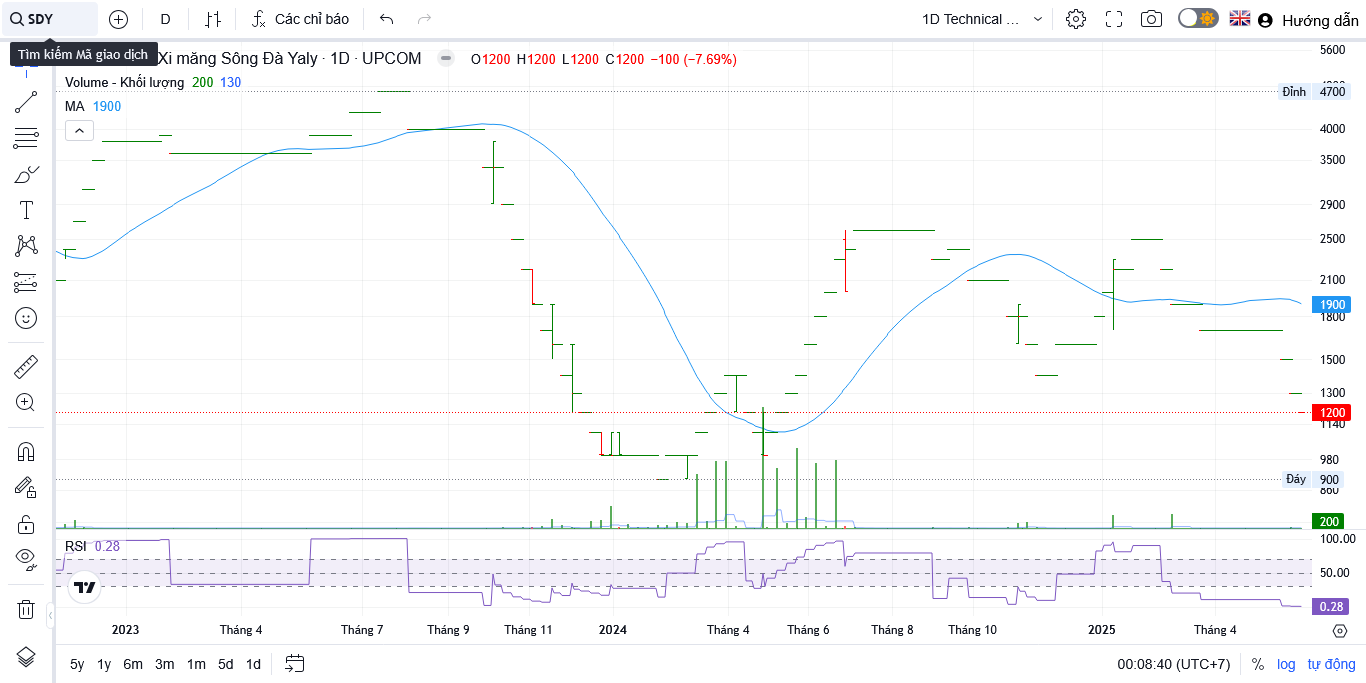 SDY
D
Các chỉ báo
1D Technical ...
Hướng dẫn
Tìm kiếm Mã giao dịch
Xi măng Sông Đà Yaly · 1D · UPCOM
O1200 H1200 L1200 C1200 −100 (−7.69%)
Volume - Khối lượng 200 130
MA 1900
5600
Đỉnh 4700
4000
3500
2900
2500
2100
1900
1800
1500
1300
1200
1140
980
Đáy 900
860
200
RSI 0.28
100.00
50.00
0.28
2023 Tháng 4 Tháng 7 Tháng 9 Tháng 11 2024 Tháng 4 Tháng 6 Tháng 8 Tháng 10 2025 Tháng 4
5y 1y 6m 3m 1m 5d 1d
00:08:40 (UTC+7) % log tự động